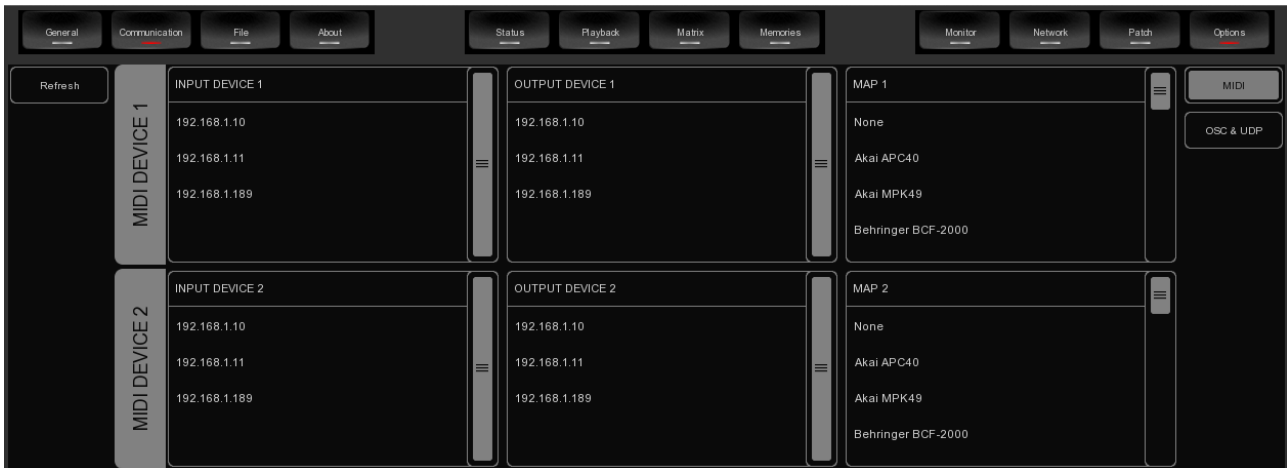 General Communication File About Status Playback Matrix Memories Monitor Network Patch Options
Refresh
MIDI DEVICE 1
INPUT DEVICE 1
192.168.1.10
192.168.1.11
192.168.1.189
OUTPUT DEVICE 1
192.168.1.10
192.168.1.11
192.168.1.189
MAP 1
None
Akai APC40
Akai MPK49
Behringer BCF-2000
MIDI
OSC & UDP
MIDI DEVICE 2
INPUT DEVICE 2
192.168.1.10
192.168.1.11
192.168.1.189
OUTPUT DEVICE 2
192.168.1.10
192.168.1.11
192.168.1.189
MAP 2
None
Akai APC40
Akai MPK49
Behringer BCF-2000